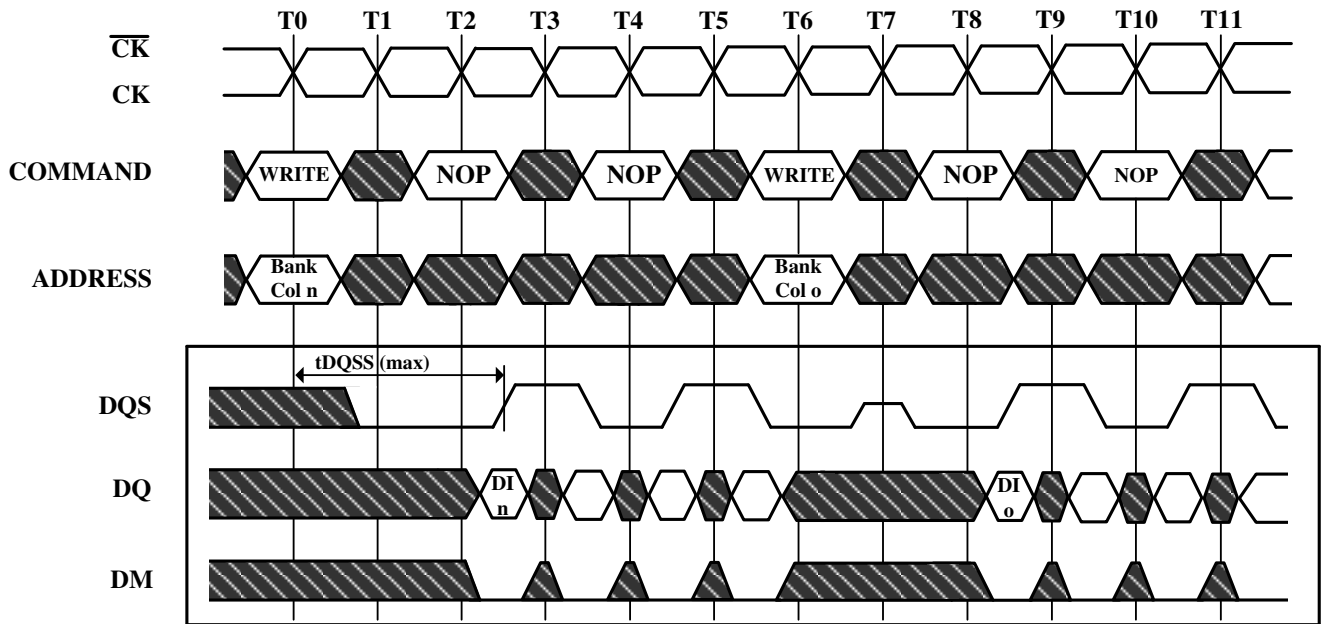 T0 T1 T2 T3 T4 T5 T6 T7 T8 T9 T10 T11
CK
CK
COMMAND WRITE NOP NOP WRITE NOP NOP
ADDRESS
Bank
Col n
Bank
Col o
tDQSS (max)
DQS
DQ
DI
n
DI
o
DM